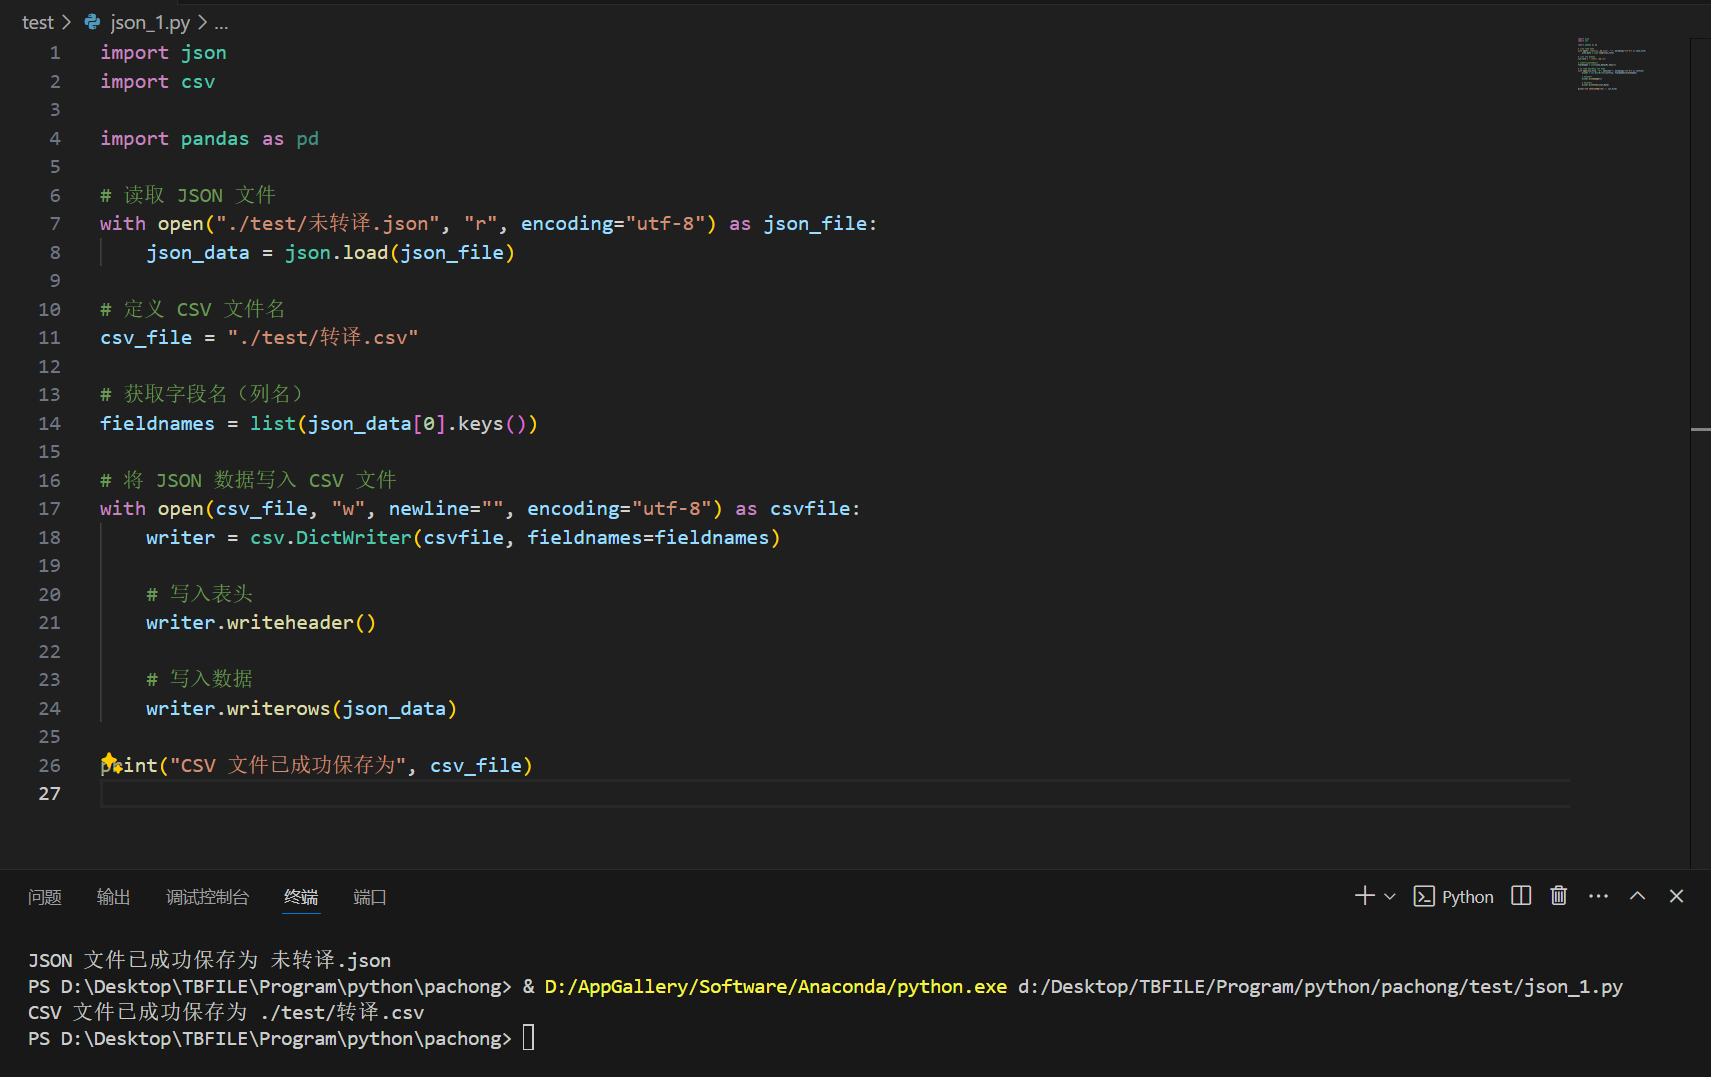 test > json_1.py > ...
1 import json
2 import csv
3
4 import pandas as pd
5
6 # 读取 JSON 文件
7 with open("./test/未转译.json", "r", encoding="utf-8") as json_file:
8     json_data = json.load(json_file)
9
10 # 定义 CSV 文件名
11 csv_file = "./test/转译.csv"
12
13 # 获取字段名（列名）
14 fieldnames = list(json_data[0].keys())
15
16 # 将 JSON 数据写入 CSV 文件
17 with open(csv_file, "w", newline="", encoding="utf-8") as csvfile:
18     writer = csv.DictWriter(csvfile, fieldnames=fieldnames)
19
20     # 写入表头
21     writer.writeheader()
22
23     # 写入数据
24     writer.writerows(json_data)
25
26 print("CSV 文件已成功保存为", csv_file)
27
问题 输出 调试控制台 终端 端口 Python
JSON 文件已成功保存为 未转译.json
PS D:\Desktop\TBFILE\Program\python\pachong> & D:/AppGallery/Software/Anaconda/python.exe d:/Desktop/TBFILE/Program/python/pachong/test/json_1.py
CSV 文件已成功保存为 ./test/转译.csv
PS D:\Desktop\TBFILE\Program\python\pachong>